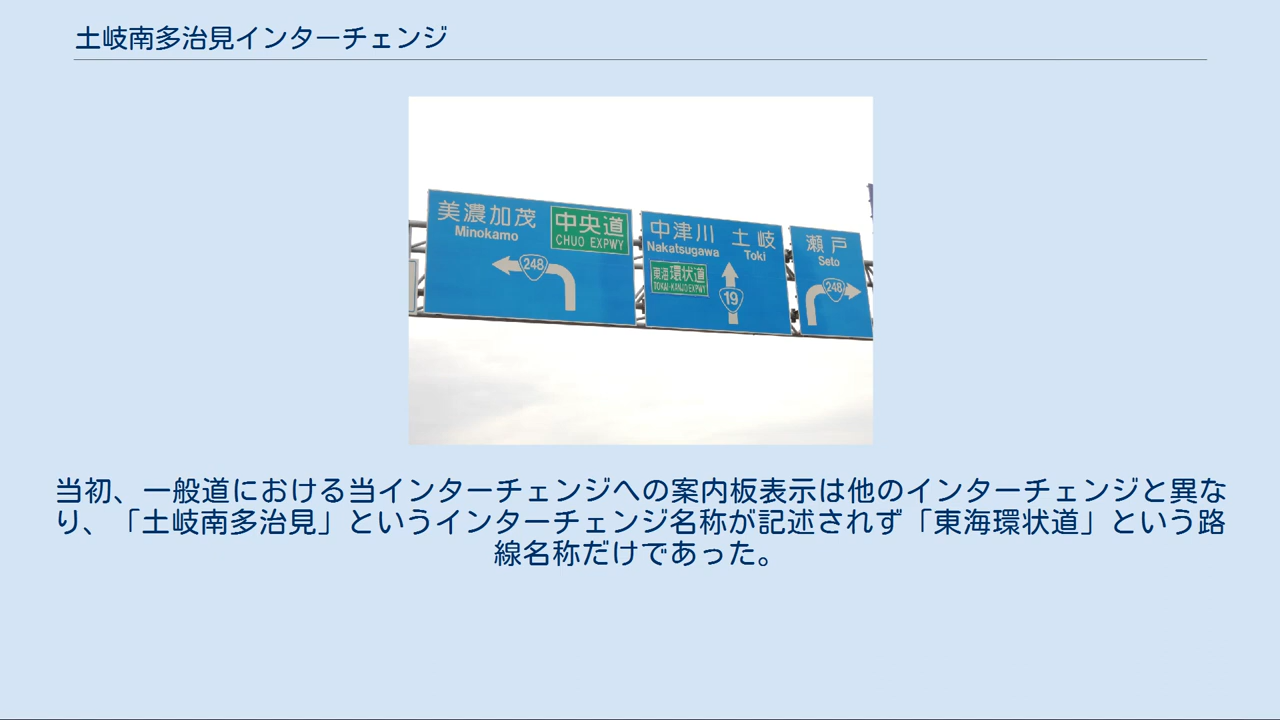 土岐南多治見インターチェンジ
美濃加茂
Minokamo
中央道
CHUO EXPWY
248
中津川 土岐
Nakatsugawa Toki
東海環状道
TOKAI-KANJO EXPWY
19
瀬戸
Seto
248
当初、一般道における当インターチェンジへの案内板表示は他のインターチェンジと異な
り、「土岐南多治見」というインターチェンジ名称が記述されず「東海環状道」という路
線名称だけであった。